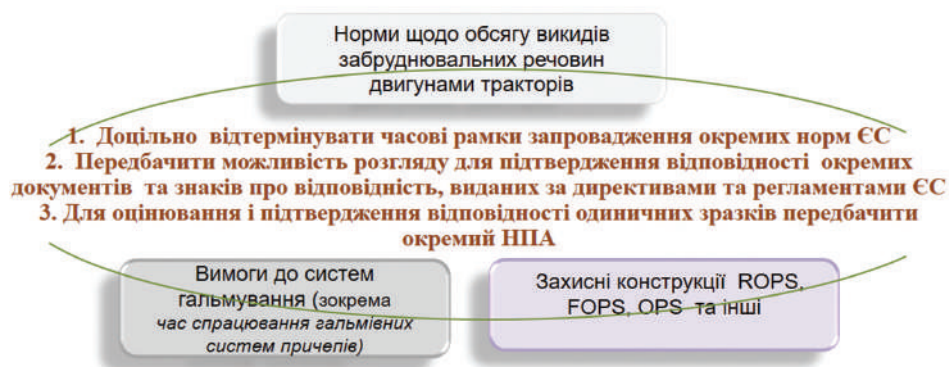 Норми щодо обсягу викидів
забруднювальних речовин
двигунами тракторів
1. Доцільно відтермінувати часові рамки запровадження окремих норм ЄС
2. Передбачити можливість розгляду для підтвердження відповідності окремих
документів та знаків про відповідність, виданих за директивами та регламентами ЄС
3. Для оцінювання і підтвердження відповідності одиничних зразків передбачити
окремий НПА
Вимоги до систем
гальмування (зокрема
час спрацювання гальмівних
систем причепів)
Захисні конструкції ROPS,
FOPS, OPS та інші